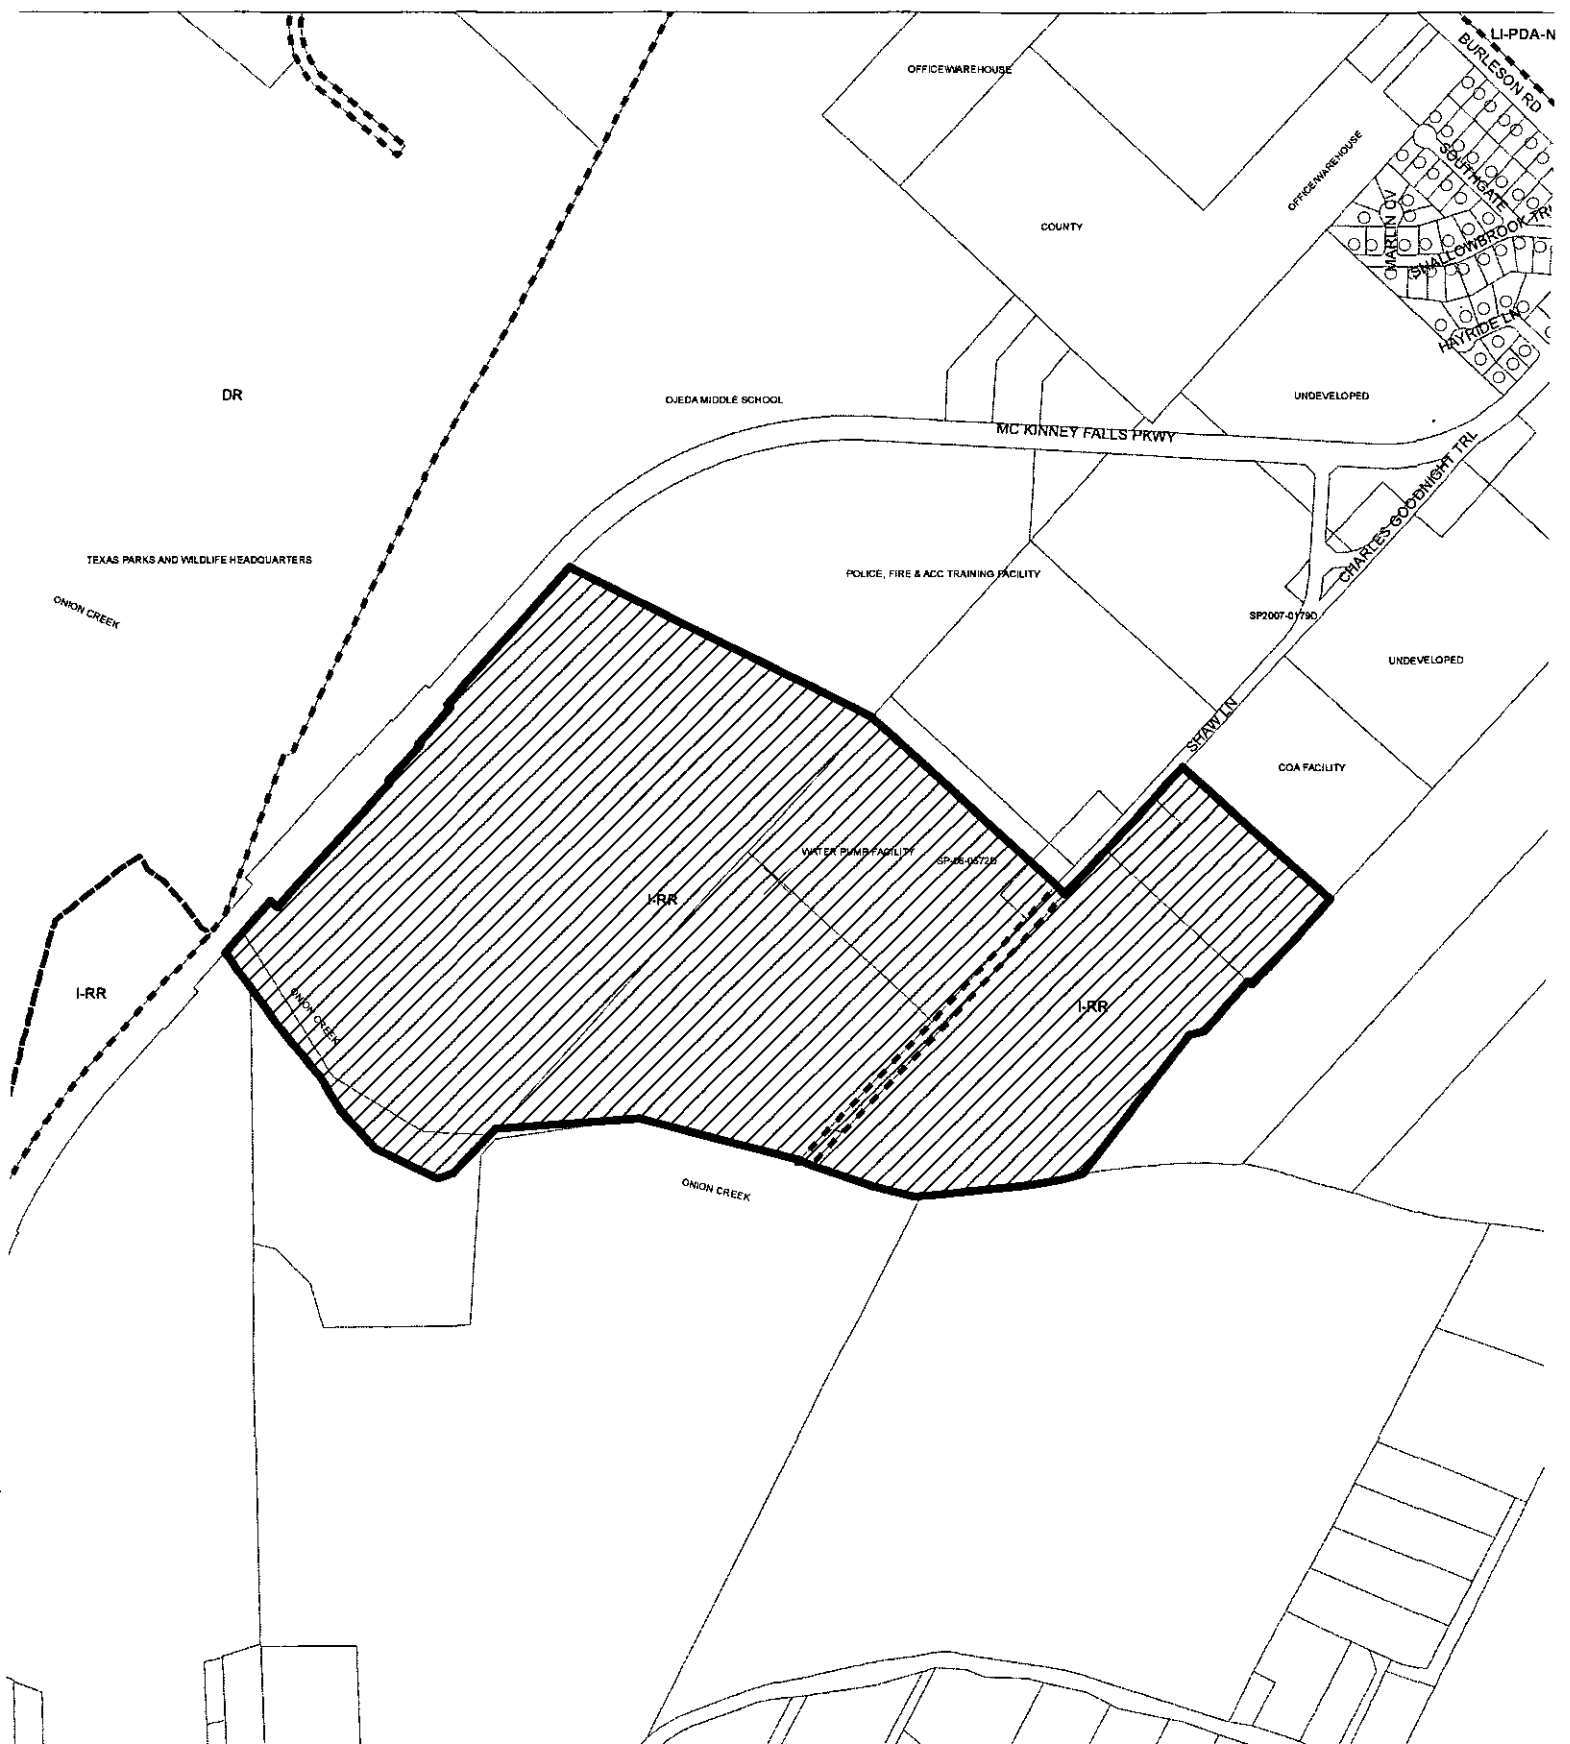 LI-PDA-N
BURLESON RD
OFFICE/WAREHOUSE
OFFICE/WAREHOUSE
SOUTHGATE
MARLIN CV
SHALLOWBROOK TRL
COUNTY
HAYRIDE LN
DR
OJEDA MIDDLE SCHOOL
UNDEVELOPED
MC KINNEY FALLS PKWY
CHARLES GOODNIGHT TRL
TEXAS PARKS AND WILDLIFE HEADQUARTERS
POLICE, FIRE & ACC TRAINING FACILITY
ONION CREEK
SP2007-0179D
UNDEVELOPED
SHAW LN
COA FACILITY
WATER PUMP FACILITY
I-RR
I-RR
I-RR
ONION CREEK
ONION CREEK